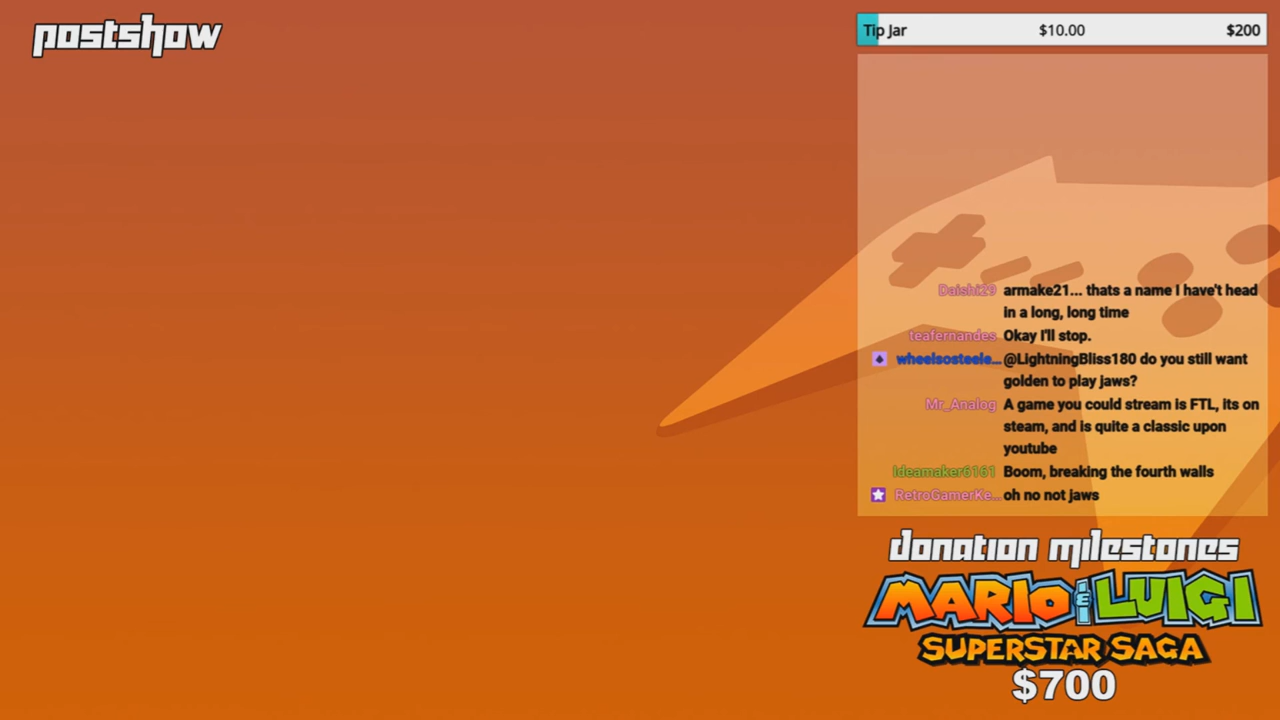 postshow
Tip Jar $10.00 $200
Daishi29 armake21... thats a name I have't head
in a long, long time
teafernandes Okay I'll stop.
wheelsosteele... @LightningBliss180 do you still want
golden to play jaws?
Mr_Analog A game you could stream is FTL, its on
steam, and is quite a classic upon
youtube
Ideamaker6161 Boom, breaking the fourth walls
RetroGamerKe... oh no not jaws
donation milestones
MARIO & LUIGI
SUPERSTAR SAGA
$700